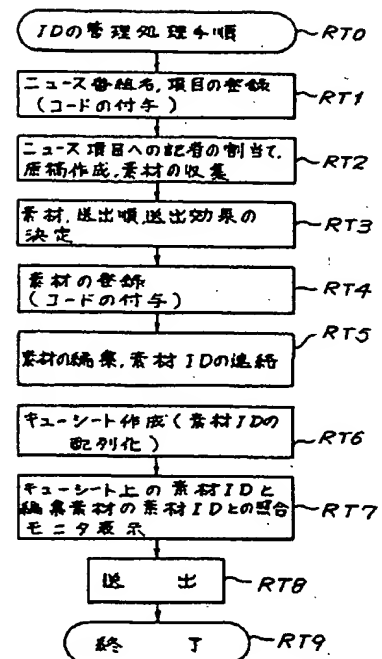 IDの管理処理手順
RT0
ニュース番組名,項目の登録
(コードの付与)
RT1
ニュース項目への記者の割当て,
原稿作成,素材の収集
RT2
素材,送出順,送出効果の
決定
RT3
素材の登録
(コードの付与)
RT4
RT5
素材の編集,素材IDの連絡
キューシート作成(素材IDの
配列化)
RT6
キューシート上の素材IDと
編集素材の素材IDとの照合
モニタ表示
RT7
送 出
RT8
終 了
RT9